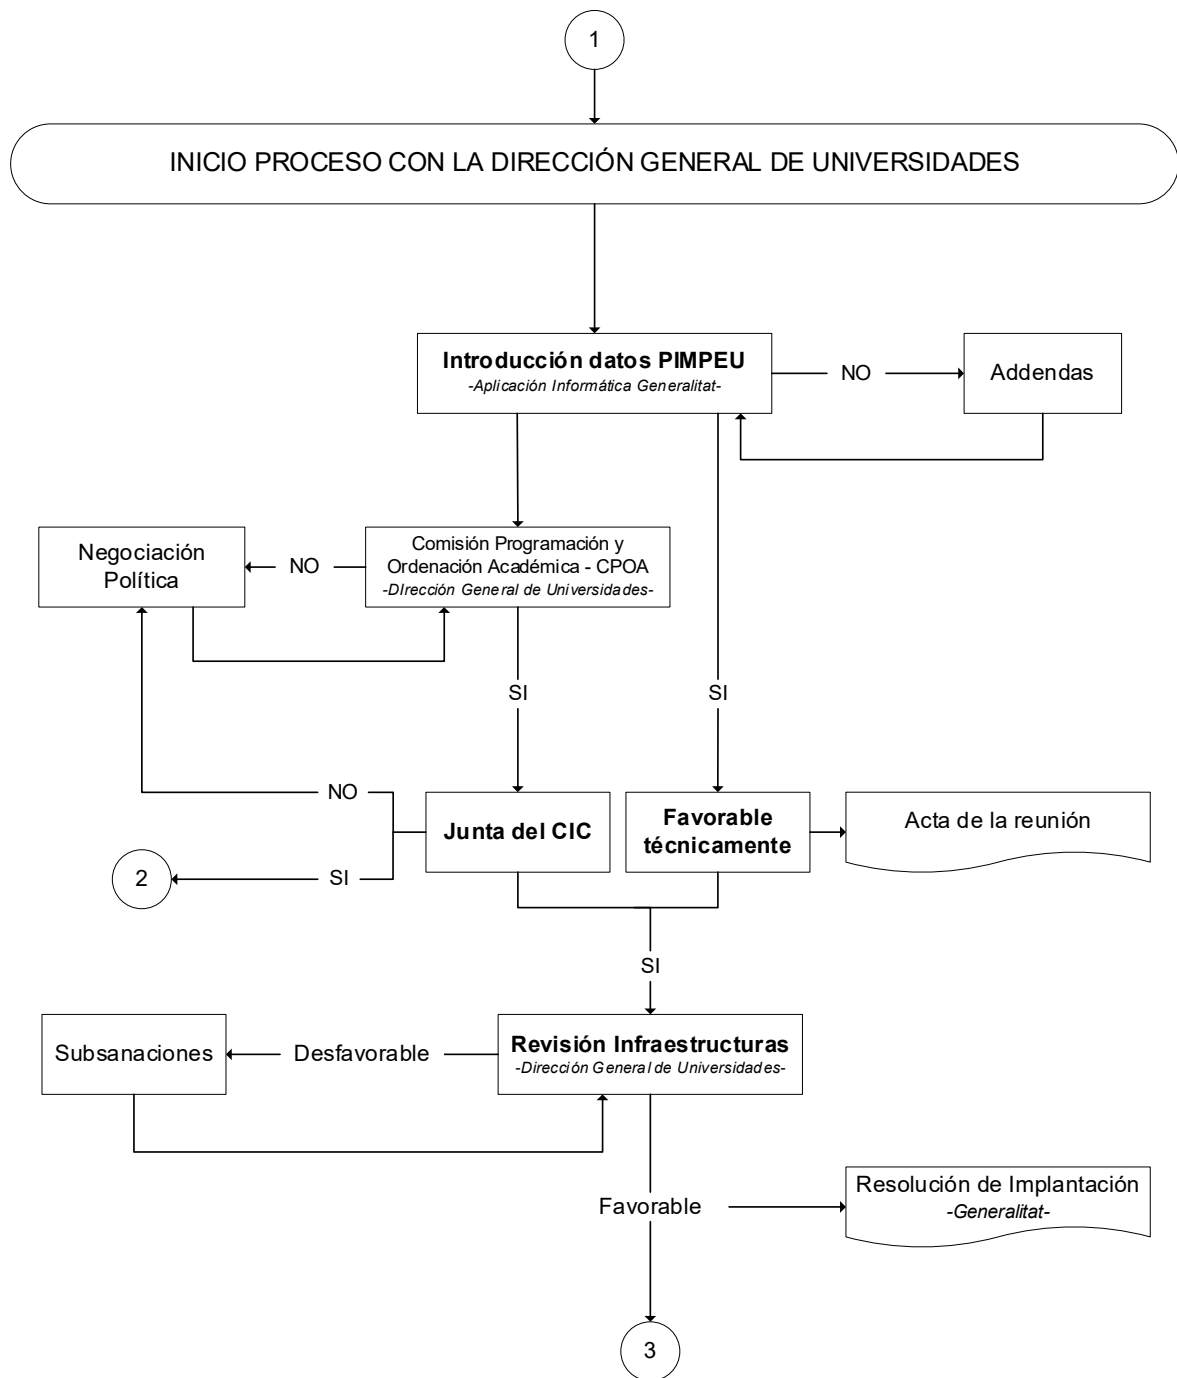 1
INICIO PROCESO CON LA DIRECCIÓN GENERAL DE UNIVERSIDADES
Introducción datos PIMPEU
-Aplicación Informática Generalitat-
NO
Addendas
Negociación
Política
NO
Comisión Programación y
Ordenación Académica - CPOA
-DIrección General de Universidades-
SI
SI
NO
Junta del CIC
Favorable
técnicamente
Acta de la reunión
2
SI
SI
Subsanaciones
Desfavorable
Revisión Infraestructuras
-Dirección General de Universidades-
Favorable
Resolución de Implantación
-Generalitat-
3